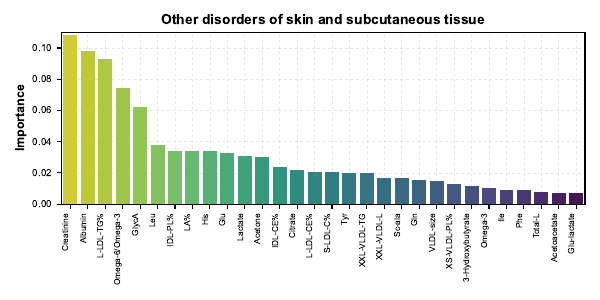 Other disorders of skin and subcutaneous tissue
Importance
0.10
0.08
0.06
0.04
0.02
0.00
Creatinine
Albumin
L-LDL-TG%
Omega-6/Omega-3
GlycA
Leu
IDL-PL%
LA%
His
Glu
Lactate
Acetone
IDL-CE%
Citrate
L-LDL-CE%
S-LDL-C%
Tyr
XXL-VLDL-TG
XXL-VLDL-L
Gln
VLDL-size
XS-VLDL-PL%
3-Hydroxybutyrate
Omega-3
Ile
Phe
Total-L
Acetoacetate
Glu-lactate